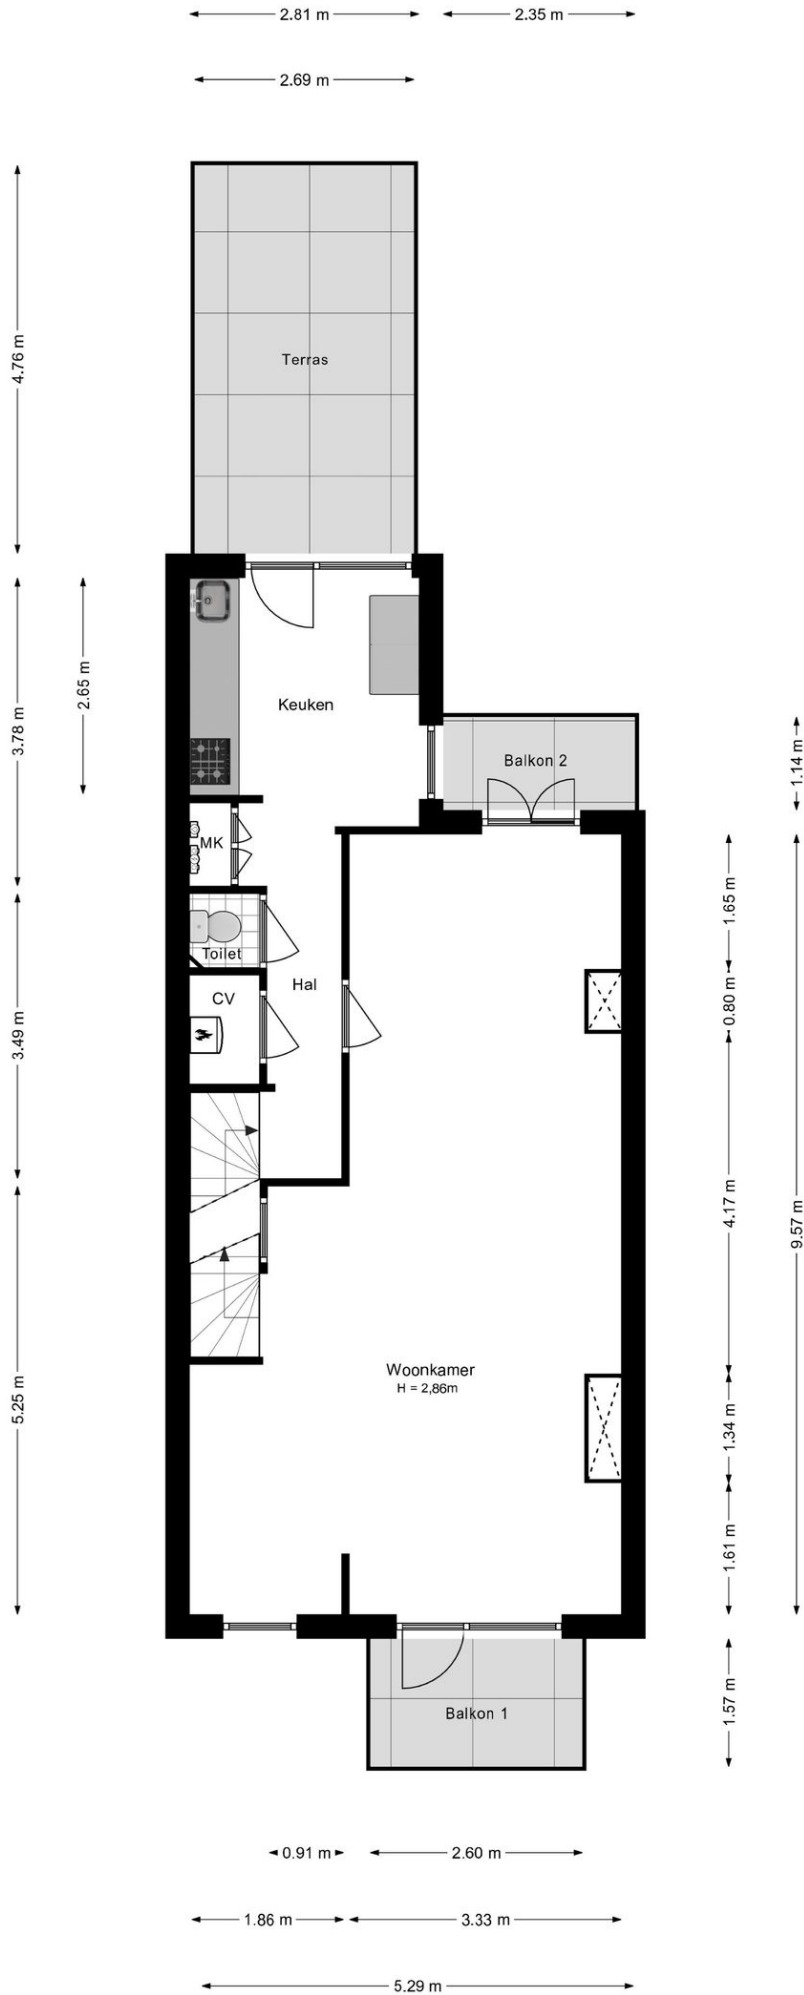 2.81 m
2.35 m
2.69 m
4.76 m
Terras
3.78 m
2.65 m
Keuken
Balkon 2
1.14 m
MK
1.65 m
Toilet
Hal
CV
0.80 m
3.49 m
4.17 m
9.57 m
Woonkamer
H = 2,86m
5.25 m
1.34 m
1.61 m
Balkon 1
1.57 m
0.91 m
2.60 m
1.86 m
3.33 m
5.29 m